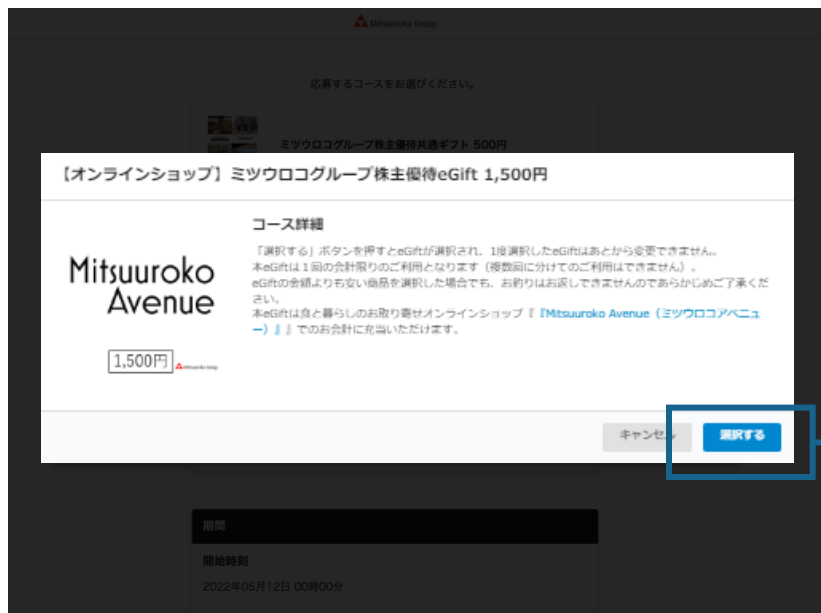 Mitsuuroko Group
応募するコースをお選びください。
ミツウロコグループ株主優待共通ギフト 500円
【オンラインショップ】ミツウロコグループ株主優待eGift 1,500円
コース詳細
「選択する」ボタンを押すとeGiftが選択され、1度選択したeGiftはあとから変更できません。
本eGiftは1回の会計限りのご利用となります（複数回に分けてのご利用はできません）。
eGiftの金額よりも安い商品を選択した場合でも、お釣りはお返しできませんのであらかじめご了承くだ
さい。
本eGiftは食と暮らしのお取り寄せオンラインショップ『『Mitsuuroko Avenue（ミツウロコアベニュ
ー）』』でのお会計に充当いただけます。
Mitsuuroko
Avenue
1,500円
Mitsuuroko Group
キャンセル
選択する
期間
開始時刻
2022年05月12日 00時00分